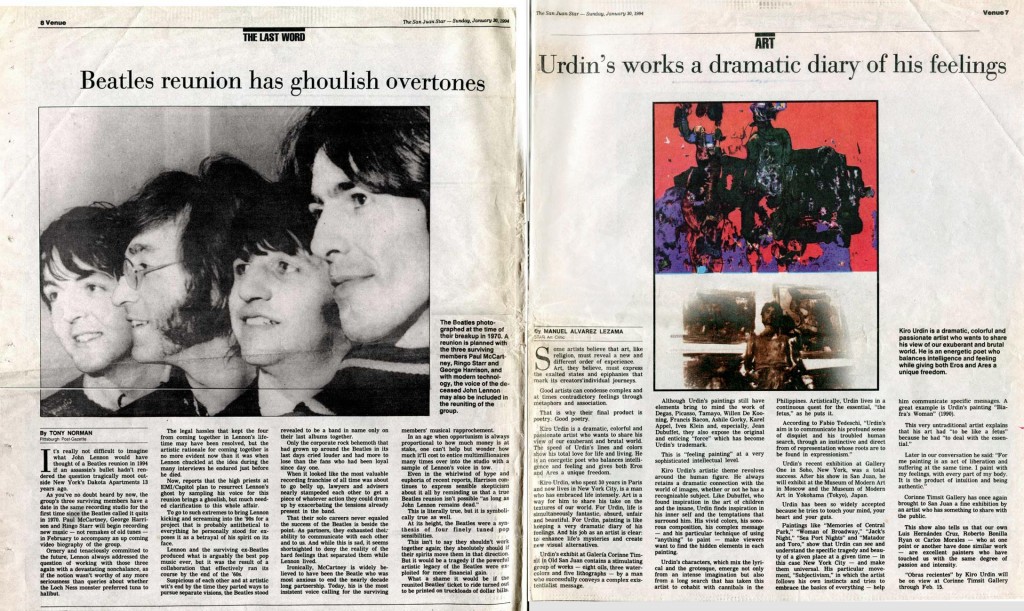 8 Venue
The San Juan Star — Sunday, January 30, 1994
THE LAST WORD
Beatles reunion has ghoulish overtones
The Beatles photo-
graphed at the time of
their breakup in 1970. A
reunion is planned with
the three surviving
members Paul McCart-
ney, Ringo Starr and
George Harrison, and
with modern technol-
ogy, the voice of the de-
ceased John Lennon
may also be included in
the reuniting of the
group.
By TONY NORMAN
Pittsburgh Post-Gazette
It's really not difficult to imagine
what John Lennon would have
thought of a Beatles reunion in 1994
if an assassin's bullet hadn't ren-
dered the question tragically moot out-
side New York's Dakota Apartments 13
years ago.
As you've no doubt heard by now, the
group's three surviving members have a
date in the same recording studio for the
first time since the Beatles called it quits
in 1970. Paul McCartney, George Harri-
son and Ringo Starr will begin recording
new music — not remakes of old tunes —
in February to accompany an up coming
video biography of the group.
Ornery and tenaciously committed to
the future, Lennon always addressed the
question of working with those three
again with a devastating nonchalance, as
if the notion wasn't worthy of any more
seriousness than queries about whether
the Loch Ness monster preferred tuna to
halibut.
The legal hassles that kept the four
from coming together in Lennon's life-
time may have been resolved, but the
artistic rationale for coming together is
no more evident now than it was when
Lennon chuckled at the idea during the
many interviews he endured just before
he died.
Now, reports that the high priests at
EMI/Capitol plan to resurrect Lennon's
ghost by sampling his voice for this
reunion brings a ghoulish, but much need-
ed clarification to this whole affair.
To go to such extremes to bring Lennon
kicking and screaming into the '90s for a
project that is probably antithetical to
everything he personally stood for ex-
poses it as a betrayal of his spirit on its
face.
Lennon and the surviving ex-Beatles
produced what is arguably the best pop
music ever, but it was the result of a
collaboration that effectively ran its
course by the end of the '60s.
Suspicious of each other and at artistic
wit's end by the time they parted ways to
pursue separate visions, the Beatles stood
revealed to be a band in name only on
their last albums together.
Only the corporate rock behemoth that
had grown up around the Beatles in its
last days cried louder and had more to
lose than the fans who had been loyal
since day one.
When it looked like the most valuable
recording franchise of all time was about
to go belly up, lawyers and advisers
nearly stampeded each other to get a
piece of whatever action they could drum
up by exacerbating the tensions already
present in the band.
That their solo careers never equaled
the success of the Beatles is beside the
point. As partners, they exhausted their
ability to communicate with each other
and to us. And while this is sad, it seems
shortsighted to deny the reality of the
hard feelings that separated them while
Lennon lived.
Ironically, McCartney is widely be-
lieved to have been the Beatle who was
most anxious to end the nearly decade
long partnership. Today, his is the most
insistent voice calling for the surviving
members' musical rapprochement.
In an age when opportunism is always
proportional to how much money is at
stake, one can't help but wonder how
much it'll cost to entice multimillionaires
many times over into the studio with a
sample of Lennon's voice in tow.
Even in the whirlwind of hype and
euphoria of recent reports, Harrison con-
tinues to express sensible skepticism
about it all by reminding us that a true
Beatles reunion isn't possible "as long as
John Lennon remains dead."
This is literally true, but it is symboli-
cally true as well.
At its height, the Beatles were a syn-
thesis of four finely tuned pop
sensibilities.
This isn't to say they shouldn't work
together again; they absolutely should if
their spirits move them in that direction.
But it would be a tragedy if the powerful
artistic legacy of the Beatles were ex-
ploited for mere financial gain.
What a shame it would be if the
reunited Beatles' ticket to ride turned out
to be printed on truckloads of dollar bills.
The San Juan Star — Sunday, January 30, 1994
Venue 7
ART
Urdin's works a dramatic diary of his feelings
Kiro Urdin is a dramatic, colorful and
passionate artist who wants to share
his view of our exuberant and brutal
world. He is an energetic poet who
balances intelligence and feeling
while giving both Eros and Ares a
unique freedom.
By MANUEL ALVAREZ LEZAMA
Some artists believe that art, like
religion, must reveal a new and
different order of experience.
Art, they believe, must express
the exalted states and epiphanies that
mark its creators'individual journeys.
Good artists can condense complex and
at times contradictory feelings through
metaphors and association.
That is why their final product is
poetry. Good poetry.
Kiro Urdin is a dramatic, colorful and
passionate artist who wants to share his
view of our exuberant and brutal world.
The speed of Urdin's lines and colors
show his total love for life and living. He
is an energetic poet who balances intelli-
gence and feeling and gives both Eros
and Ares a unique freedom.
Kiro Urdin, who spent 20 years in Paris
and now lives in New York City, is a man
who has embraced life intensely. Art is a
way for him to share his take on the
textures of our world. For Urdin, life is
simultaneously fantastic, absurd, unfair
and beautiful. For Urdin, painting is like
keeping a very dramatic diary of his
feelings. And his job as an artist is clear:
to enhance life's mysteries and create
new visual alternatives.
Urdin's exhibit at Galería Corinne Tim-
sit in Old San Juan contains a stimulating
group of works — eight oils, three water-
colors and five lithographs — by a man
who successfully conveys a complex exis-
tentialist message.
Although Urdin's paintings still have
elements bring to mind the work of
Degas, Picasso, Tamayo, Willen De Koo-
ning, Francis Bacon, Ashile Gorky, Karel
Appel, Ives Klein and, especially, Jean
Dubuffet, they also expose the original
and enticing "force" which has become
Urdin's trademark.
This is "feeling painting" at a very
sophisticated intellectual level.
Kiro Urdin's artistic theme revolves
around the human figure. He always
retains a dramatic connection with the
world of images, whether or not he has a
recognisable subject. Like Dubuffet, who
found inspiration in the art of children
and the insane, Urdin finds inspiration in
his inner self and the temptations that
surround him. His vivid colors, his sono-
rous composition, his complex message
— and his particular technique of using
"anything" to paint — make viewers
want to find the hidden elements in each
painting.
Urdin's characters, which mix the lyri-
cal and the grotesque, emerge not only
from an intense imagination but also
from a long search that has taken this
artist to cohabit with cannibals in the
Philippines. Artistically, Urdin lives in a
continuous quest for the essential, "the
fetus," as he puts it.
According to Fabio Tedeschi, "Urdin's
aim is to communicate his profound sense
of disquiet and his troubled human
search, through an instinctive and direct
from of representation whose roots are to
be found in expressionism."
Urdin's recent exhibition at Gallery
One in Soho, New York, was a total
success. After his show in San Juan, he
will exhibit at the Museum of Modern Art
in Moscow and the Museum of Modern
Art in Yokohama (Tokyo), Japan.
Urdin has been so widely accepted
because he tries to touch your mind, your
heart and your guts.
Paintings like "Memories of Central
Park," "Woman of Broadway," "Jack's
Night," "Sea Port Night" and "Matador
and Toro," show that Urdin can see and
understand the specific tragedy and beau-
ty of a given place at a given time — in
this case New York City — and make
them universal. His particular move-
ment, "Subjectivism," in which the artist
follows his own instincts and tries to
embrace the basics of everything — help
him communicate specific messages. A
great example is Urdin's painting "Bia-
fra's Woman" (1990).
This very untraditional artist explains
that his art had "to be like a fetus"
because he had "to deal with the essen-
tial."
Later in our conversation he said: "For
me painting is an act of liberation and
suffering at the same time. I paint with
my feelings, with every part of my body.
It is the product of intuition and being
authentic."
Corinne Timsit Gallery has once again
brought to San Juan a fine exhibition by
an artist who has something to share with
the public.
This show also tells us that our own
Luis Hernández Cruz, Roberto Bonilla
Ryan or Carlos Morales — who at one
point or another have done similar work
— are excellent painters who have
touched us with the same degree of
passion and intensity.
"Obras recientes" by Kiro Urdin will
be on view at Corinne Timsit Gallery
through Feb. 15.